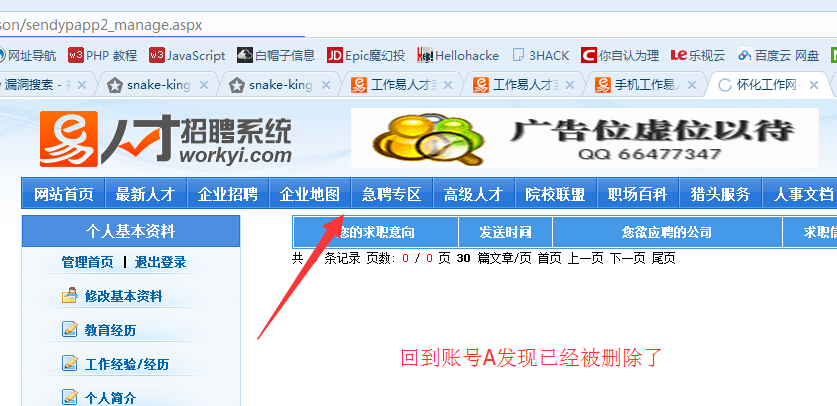 son/sendypapp2_manage.aspx
网址导航 PHP 教程 JavaScript 白帽子信息 Epic魔幻投 Hellohacke 3HACK 你自认为理 乐视云 百度云 网盘
漏洞搜索 - snake-king snake-king 工作易人才 工作易人才 手机工作易 怀化工作网-
易 人才招聘系统 广告位虚位以待
workyi.com QQ 66477347
网站首页 最新人才 企业招聘 企业地图 急聘专区 高级人才 院校联盟 职场百科 猎头服务 人事文档
个人基本资料 您的求职意向 发送时间 您欲应聘的公司 求职信
管理首页 | 退出登录 共 条记录 页数: 0 / 0 页 30 篇文章/页 首页 上一页 下一页 尾页
修改基本资料
教育经历
工作经验/经历 回到账号A发现已经被删除了
个人简介